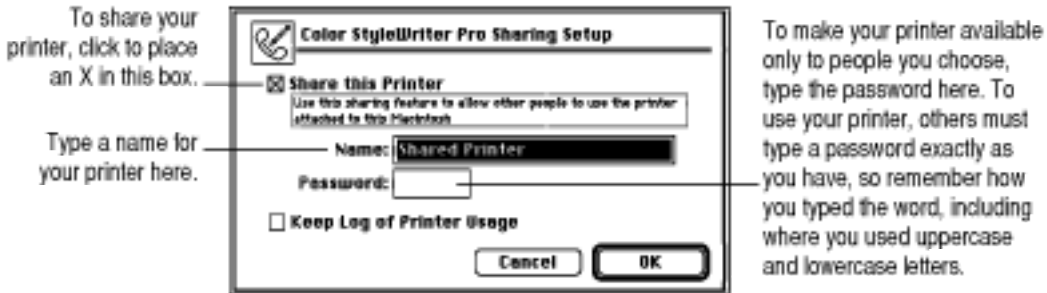 To share your
printer, click to place
an X in this box.
Type a name for
your printer here.
Color StyleWriter Pro Sharing Setup
Share this Printer
Use this sharing feature to allow other people to use the printer
attached to this Macintosh
Name: Shared Printer
Password:
Keep Log of Printer Usage
Cancel OK
To make your printer available
only to people you choose,
type the password here. To
use your printer, others must
type a password exactly as
you have, so remember how
you typed the word, including
where you used uppercase
and lowercase letters.